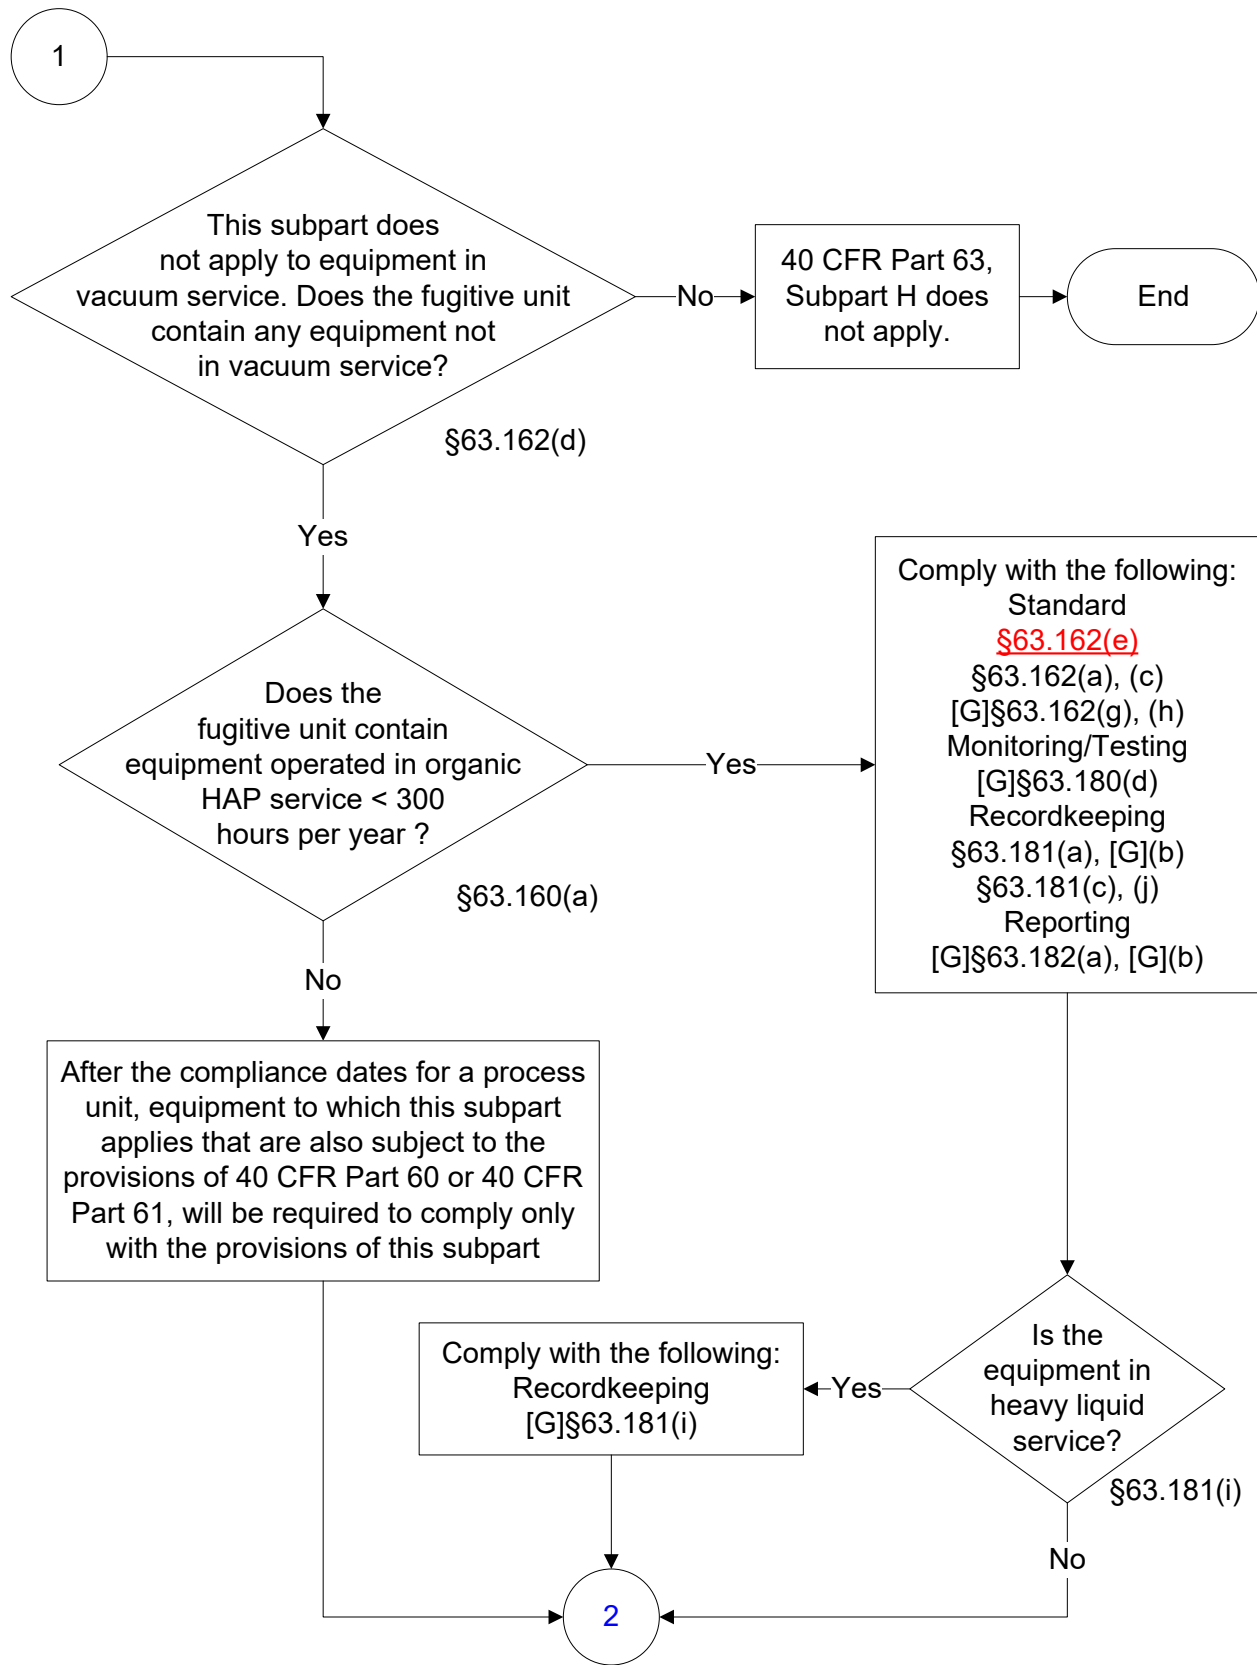 1
This subpart does
not apply to equipment in
vacuum service. Does the fugitive unit
contain any equipment not
in vacuum service?
No
40 CFR Part 63,
Subpart H does
not apply.
End
§63.162(d)
Yes
Does the
fugitive unit contain
equipment operated in organic
HAP service < 300
hours per year ?
Yes
§63.160(a)
Comply with the following:
Standard
§63.162(e)
§63.162(a), (c)
[G]§63.162(g), (h)
Monitoring/Testing
[G]§63.180(d)
Recordkeeping
§63.181(a), [G](b)
§63.181(c), (j)
Reporting
[G]§63.182(a), [G](b)
No
After the compliance dates for a process
unit, equipment to which this subpart
applies that are also subject to the
provisions of 40 CFR Part 60 or 40 CFR
Part 61, will be required to comply only
with the provisions of this subpart
Is the
equipment in
heavy liquid
service?
§63.181(i)
Yes
Comply with the following:
Recordkeeping
[G]§63.181(i)
No
2